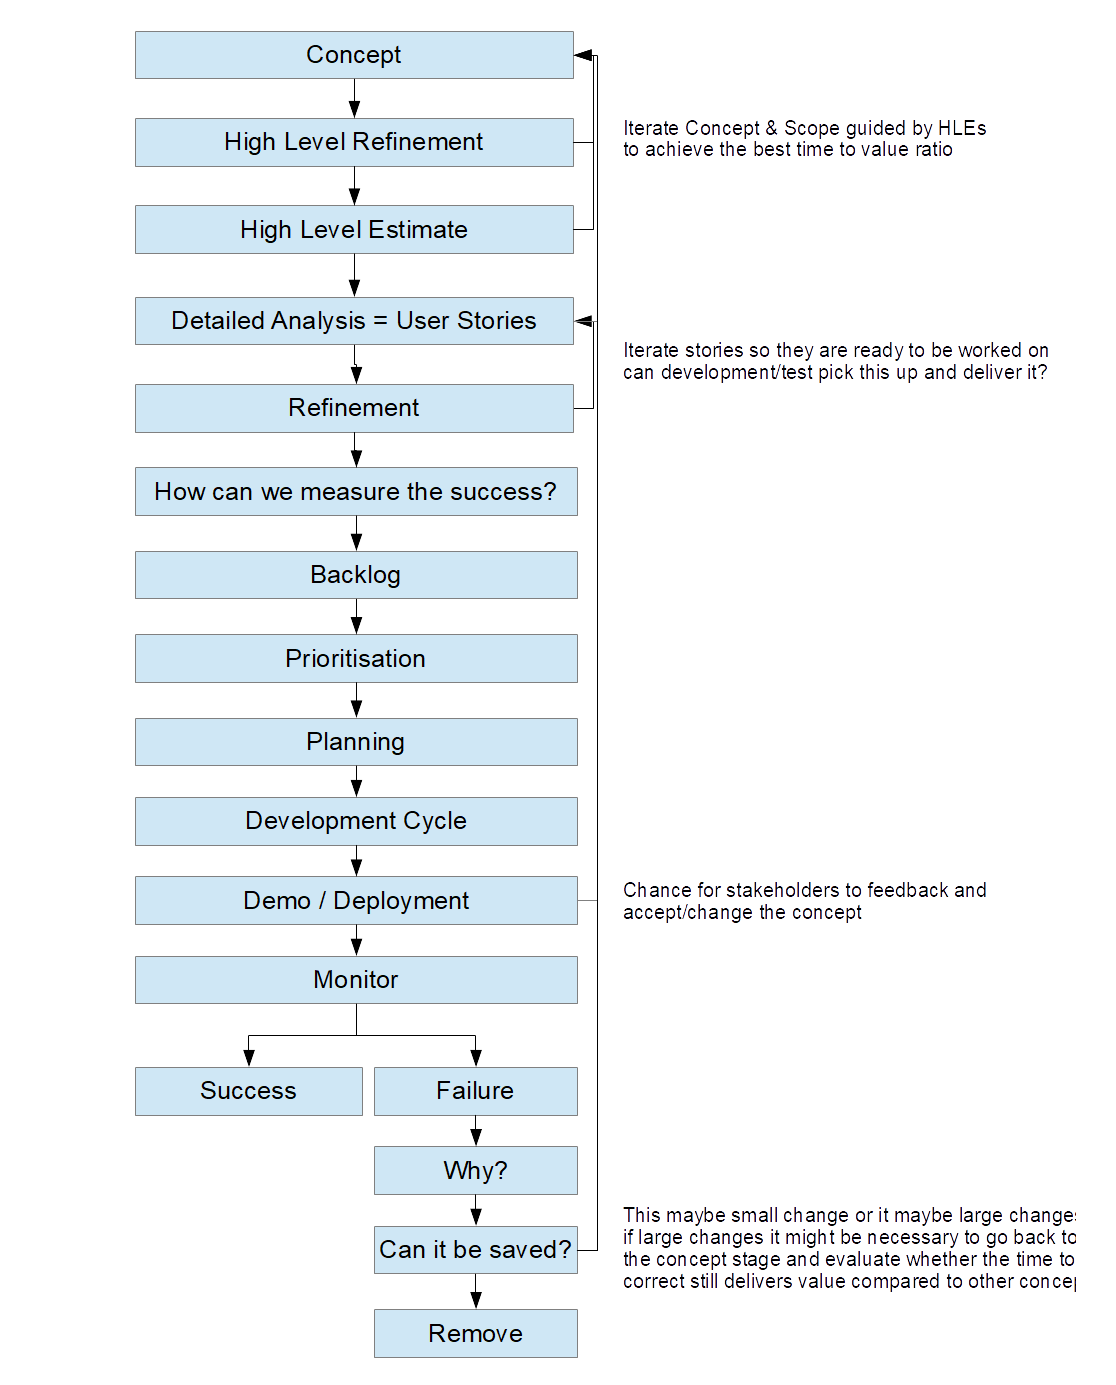 Concept
High Level Refinement
Iterate Concept & Scope guided by HLEs
to achieve the best time to value ratio
High Level Estimate
Detailed Analysis = User Stories
Iterate stories so they are ready to be worked on
can development/test pick this up and deliver it?
Refinement
How can we measure the success?
Backlog
Prioritisation
Planning
Development Cycle
Demo / Deployment
Chance for stakeholders to feedback and
accept/change the concept
Monitor
Success
Failure
Why?
Can it be saved?
This maybe small change or it maybe large changes
if large changes it might be necessary to go back to
the concept stage and evaluate whether the time to
correct still delivers value compared to other
Remove